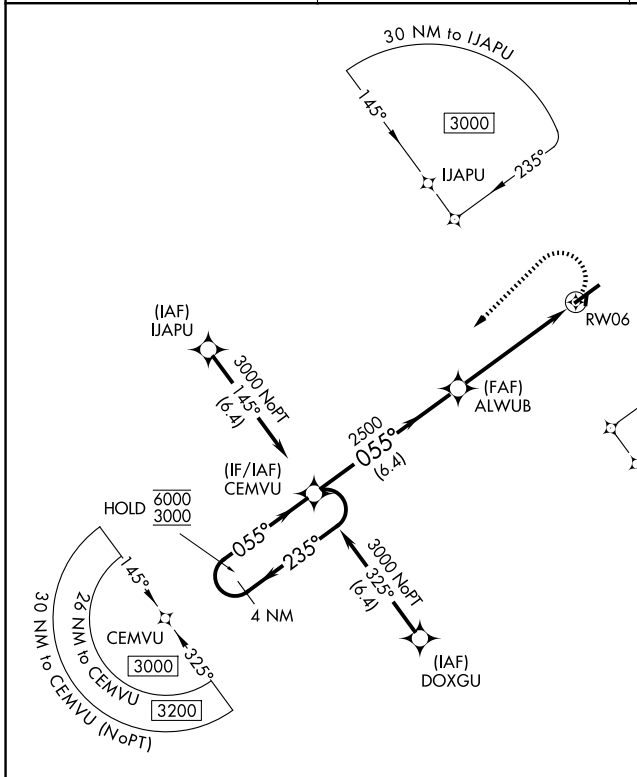 30 NM to IJAPU
145°
3000
235°
IJAPU
RW06
(IAF)
IJAPU
3000 NoPT
145°
(6.4)
(FAF)
ALWUB
2500
055°
(6.4)
(IF/IAF)
CEMVU
HOLD 6000
3000
055°
235°
4 NM
3000 NoPT
325°
(6.4)
(IAF)
DOXGU
145°
CEMVU
325°
3000
3200
26 NM to CEMVU
30 NM to CEMVU (NoPT)